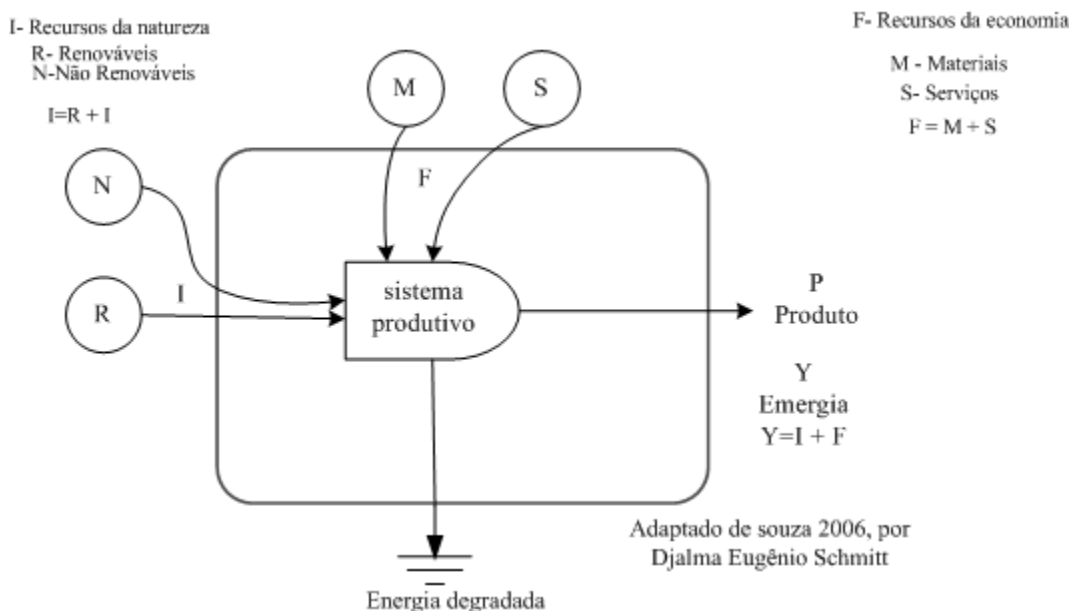 I- Recursos da natureza
R- Renováveis
N-Não Renováveis
I=R + I
F- Recursos da economia
M - Materiais
S- Serviços
F = M + S
M
S
N
F
R
I
sistema
produtivo
P
Produto
Y
Emergia
Y=I + F
Adaptado de souza 2006, por
Djalma Eugênio Schmitt
Energia degradada